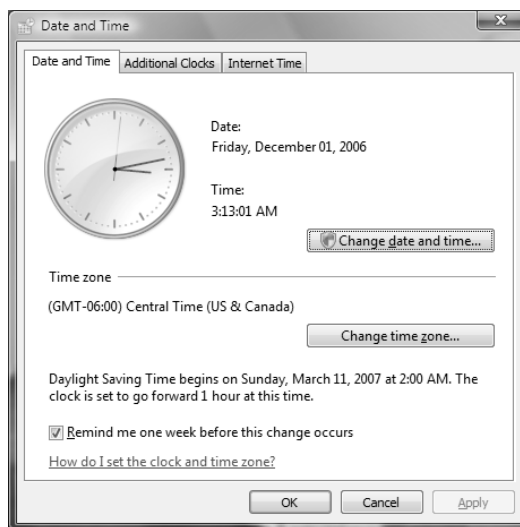 Date and Time
Date and Time
Additional Clocks
Internet Time
Date:
Friday, December 01, 2006
Time:
3:13:01 AM
Change date and time...
Time zone
(GMT-06:00) Central Time (US & Canada)
Change time zone...
Daylight Saving Time begins on Sunday, March 11, 2007 at 2:00 AM. The
clock is set to go forward 1 hour at this time.
Remind me one week before this change occurs
How do I set the clock and time zone?
OK
Cancel
Apply